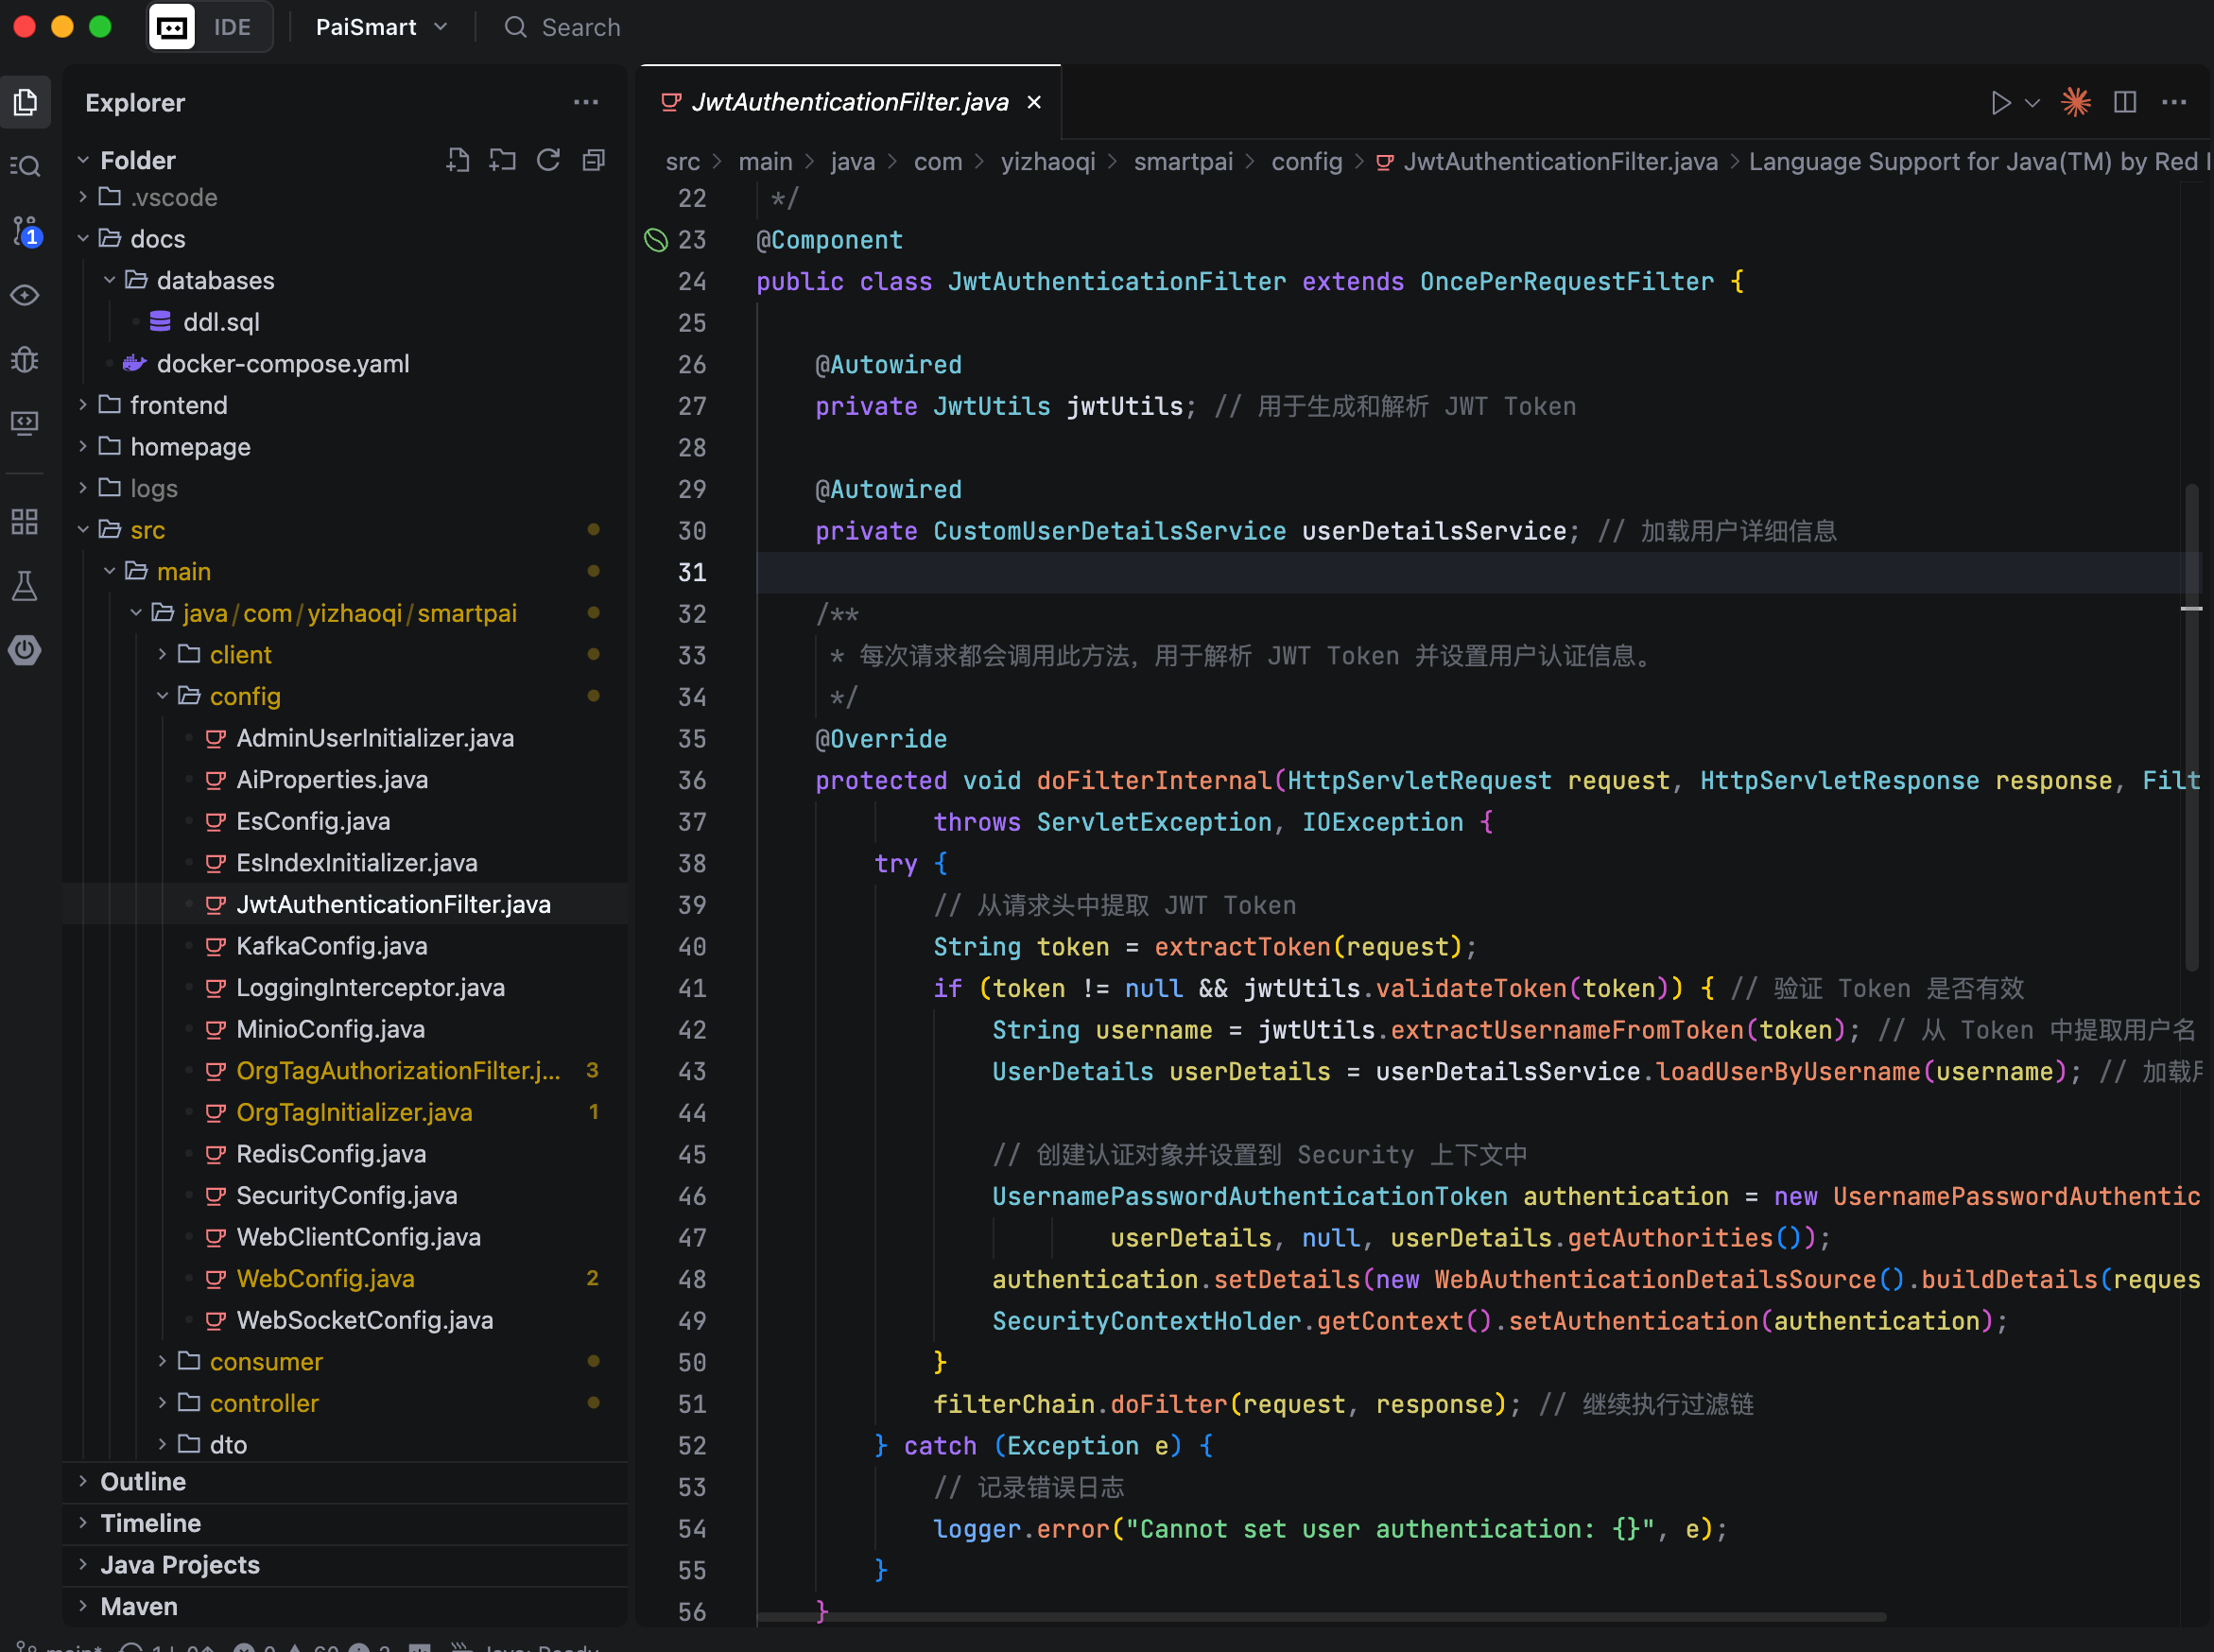 IDE
PaiSmart
Search
Explorer
Folder
.vscode
docs
databases
ddl.sql
docker-compose.yaml
frontend
homepage
logs
src
main
java/com/yizhaoqi/smartpai
client
config
AdminUserInitializer.java
AiProperties.java
EsConfig.java
EsIndexInitializer.java
JwtAuthenticationFilter.java
KafkaConfig.java
LoggingInterceptor.java
MinioConfig.java
OrgTagAuthorizationFilter.j... 3
OrgTagInitializer.java 1
RedisConfig.java
SecurityConfig.java
WebClientConfig.java
WebConfig.java 2
WebSocketConfig.java
consumer
controller
dto
Outline
Timeline
Java Projects
Maven
1
JwtAuthenticationFilter.java
src > main > java > com > yizhaoqi > smartpai > config > JwtAuthenticationFilter.java > Language Support for Java(TM) by Red
22 */
23 @Component
24 public class JwtAuthenticationFilter extends OncePerRequestFilter {
25
26 @Autowired
27 private JwtUtils jwtUtils; // 用于生成和解析 JWT Token
28
29 @Autowired
30 private CustomUserDetailsService userDetailsService; // 加载用户详细信息
31
32 /**
33 * 每次请求都会调用此方法，用于解析 JWT Token 并设置用户认证信息。
34 */
35 @Override
36 protected void doFilterInternal(HttpServletRequest request, HttpServletResponse response, Filt
37 throws ServletException, IOException {
38 try {
39 // 从请求头中提取 JWT Token
40 String token = extractToken(request);
41 if (token != null && jwtUtils.validateToken(token)) { // 验证 Token 是否有效
42 String username = jwtUtils.extractUsernameFromToken(token); // 从 Token 中提取用户名
43 UserDetails userDetails = userDetailsService.loadUserByUsername(username); // 加载
44
45 // 创建认证对象并设置到 Security 上下文中
46 UsernamePasswordAuthenticationToken authentication = new UsernamePasswordAuthentic
47 userDetails, null, userDetails.getAuthorities());
48 authentication.setDetails(new WebAuthenticationDetailsSource().buildDetails(reques
49 SecurityContextHolder.getContext().setAuthentication(authentication);
50 }
51 filterChain.doFilter(request, response); // 继续执行过滤链
52 } catch (Exception e) {
53 // 记录错误日志
54 logger.error("Cannot set user authentication: {}", e);
55 }
56 }